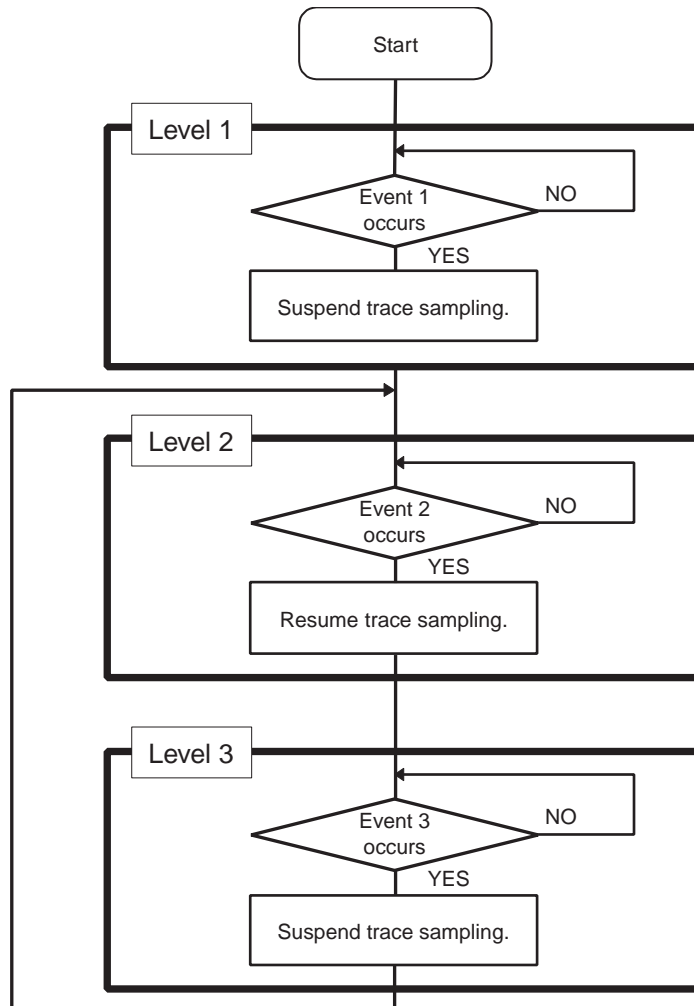 Start
Level 1
Event 1
occurs
NO
YES
Suspend trace sampling.
Level 2
Event 2
occurs
NO
YES
Resume trace sampling.
Level 3
Event 3
occurs
NO
YES
Suspend trace sampling.